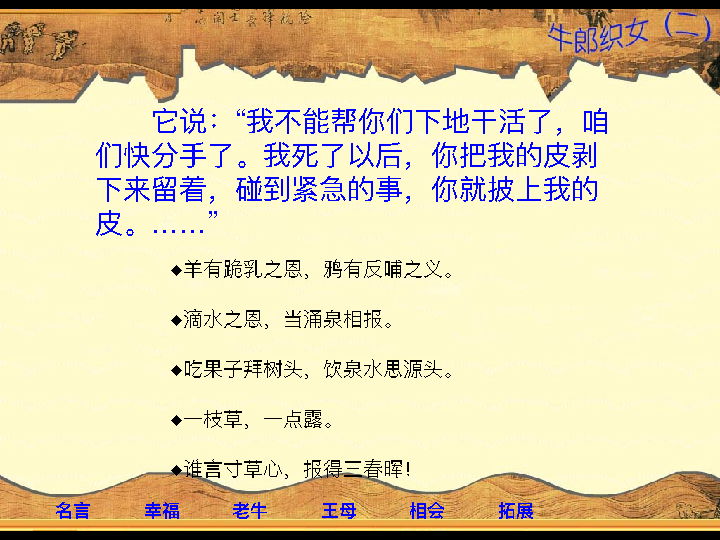 牛郎织女（二）
它说：“我不能帮你们下地干活了，咱
们快分手了。我死了以后，你把我的皮剥
下来留着，碰到紧急的事，你就披上我的
皮。……”
◆羊有跪乳之恩，鸦有反哺之义。
◆滴水之恩，当涌泉相报。
◆吃果子拜树头，饮泉水思源头。
◆一枝草，一点露。
◆谁言寸草心，报得三春晖！
名言 幸福 老牛 王母 相会 拓展